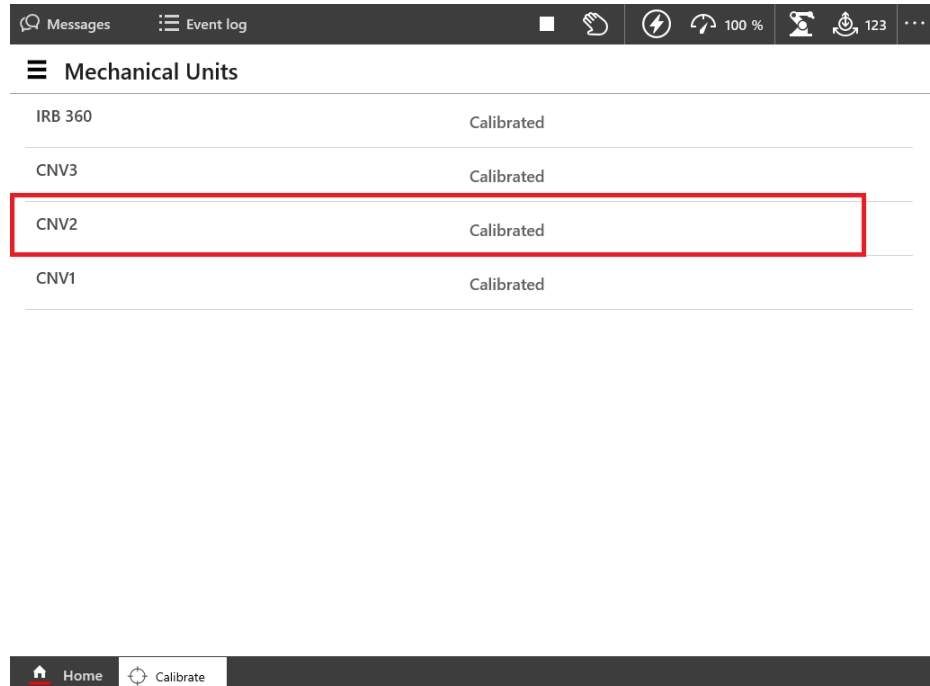 Messages Event log 100 % 123 ...
Mechanical Units
IRB 360 Calibrated
CNV3 Calibrated
CNV2 Calibrated
CNV1 Calibrated
Home Calibrate